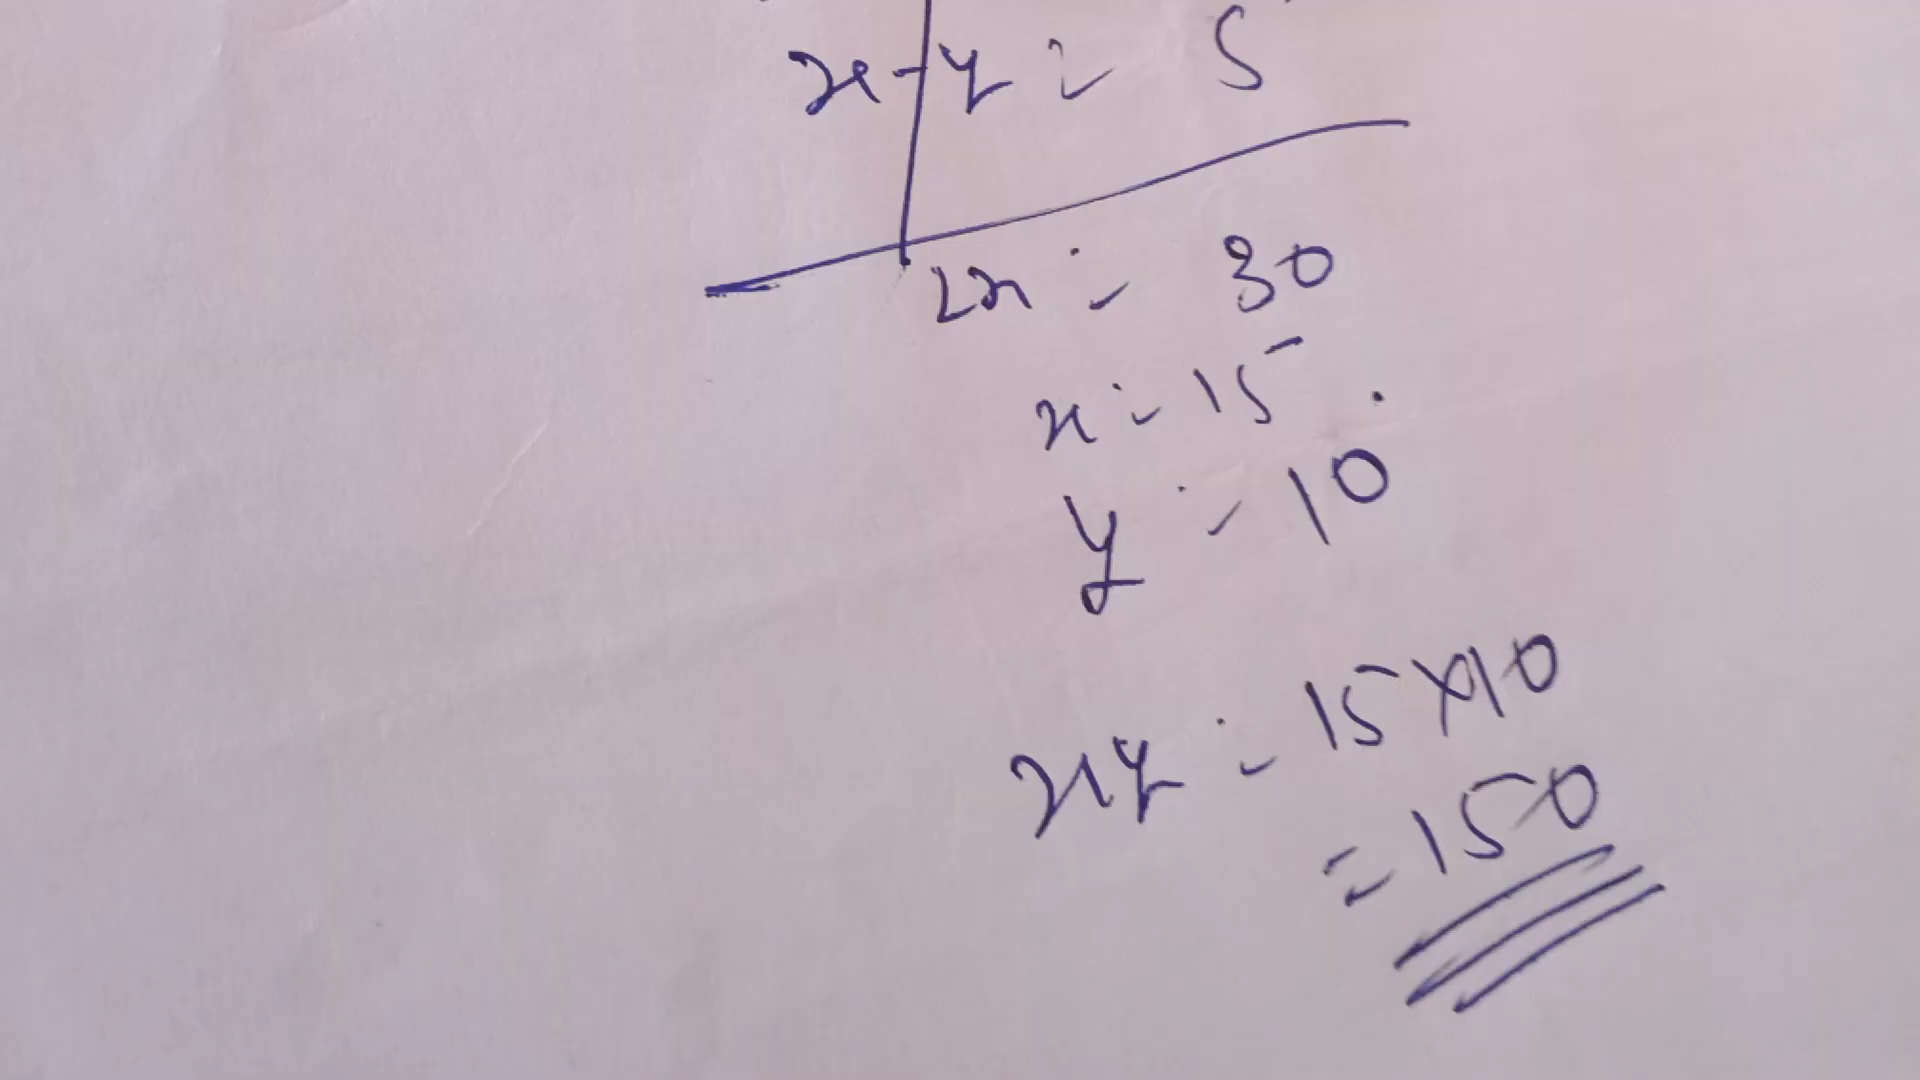 x-y = 5
2x = 30
x = 15
y = 10
xy = 15×10
= 150